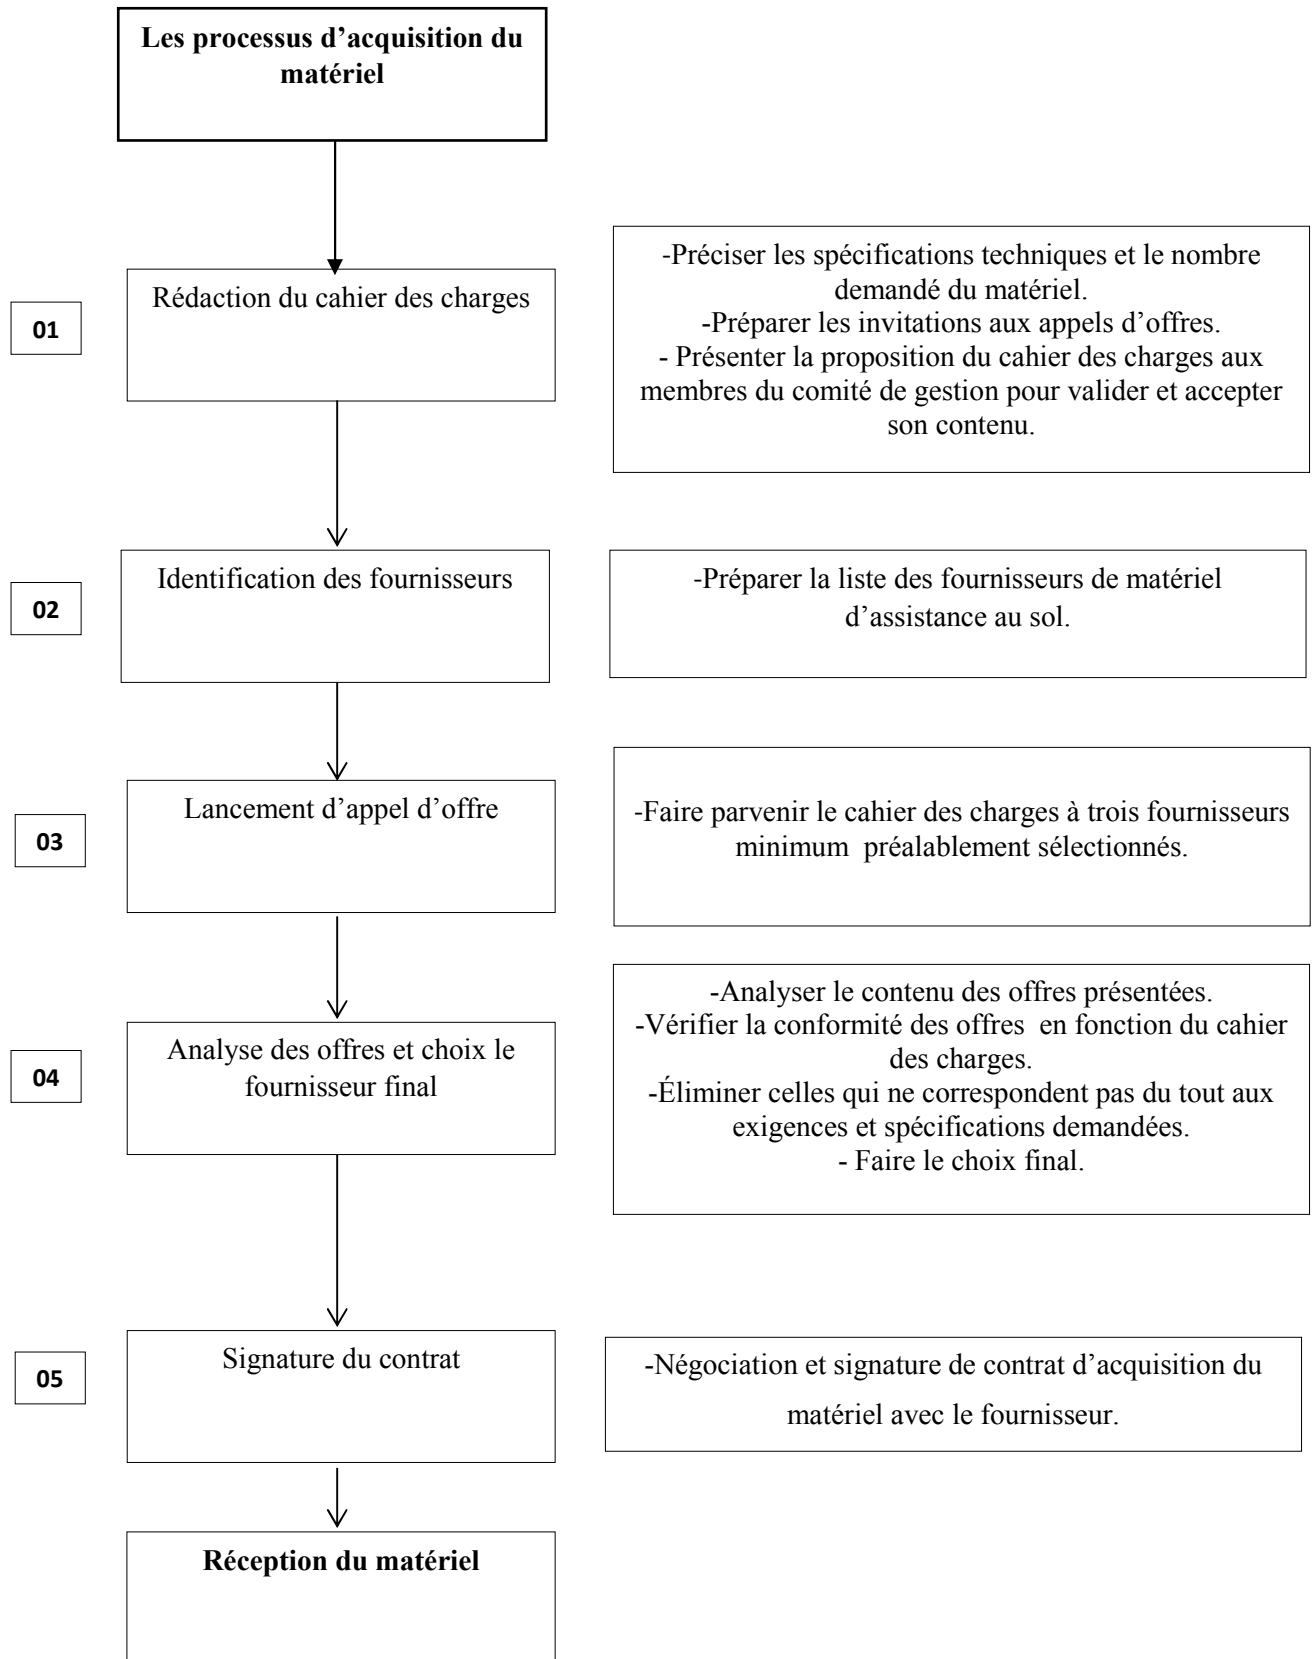 Les processus d’acquisition du
matériel
01
Rédaction du cahier des charges
-Préciser les spécifications techniques et le nombre
demandé du matériel.
-Préparer les invitations aux appels d’offres.
- Présenter la proposition du cahier des charges aux
membres du comité de gestion pour valider et accepter
son contenu.
02
Identification des fournisseurs
-Préparer la liste des fournisseurs de matériel
d’assistance au sol.
03
Lancement d’appel d’offre
-Faire parvenir le cahier des charges à trois fournisseurs
minimum  préalablement sélectionnés.
04
Analyse des offres et choix le
fournisseur final
-Analyser le contenu des offres présentées.
-Vérifier la conformité des offres  en fonction du cahier
des charges.
-Éliminer celles qui ne correspondent pas du tout aux
exigences et spécifications demandées.
- Faire le choix final.
05
Signature du contrat
-Négociation et signature de contrat d’acquisition du
matériel avec le fournisseur.
Réception du matériel